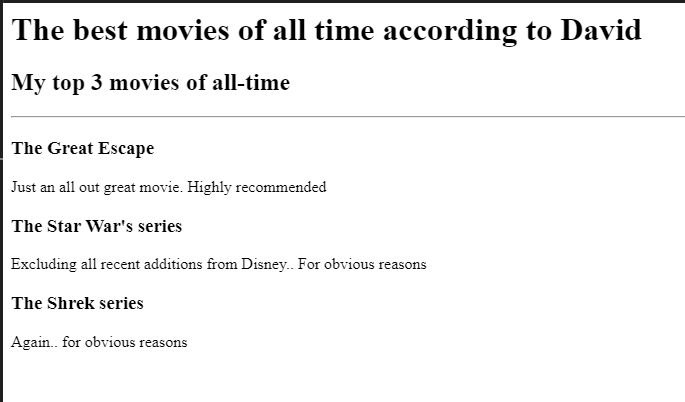 The best movies of all time according to David
My top 3 movies of all-time
The Great Escape
Just an all out great movie. Highly recommended
The Star War's series
Excluding all recent additions from Disney.. For obvious reasons
The Shrek series
Again.. for obvious reasons